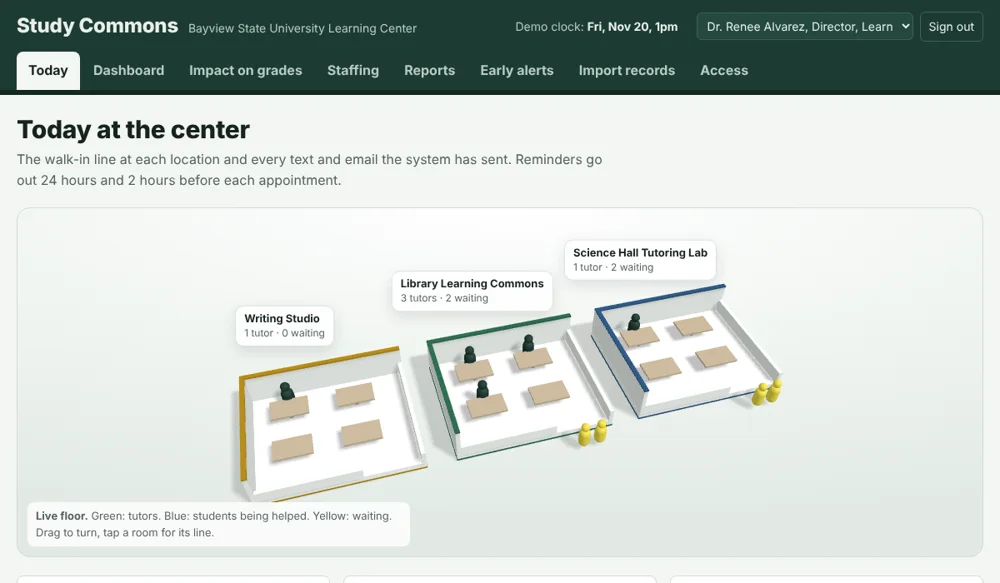 Study Commons
Bayview State University Learning Center
Demo clock: Fri, Nov 20, 1pm
Dr. Renee Alvarez, Director, Learn
Sign out
Today
Dashboard
Impact on grades
Staffing
Reports
Early alerts
Import records
Access
Today at the center
The walk-in line at each location and every text and email the system has sent. Reminders go
out 24 hours and 2 hours before each appointment.
Science Hall Tutoring Lab
1 tutor · 2 waiting
Library Learning Commons
3 tutors · 2 waiting
Writing Studio
1 tutor · 0 waiting
Live floor. Green: tutors. Blue: students being helped. Yellow: waiting.
Drag to turn, tap a room for its line.